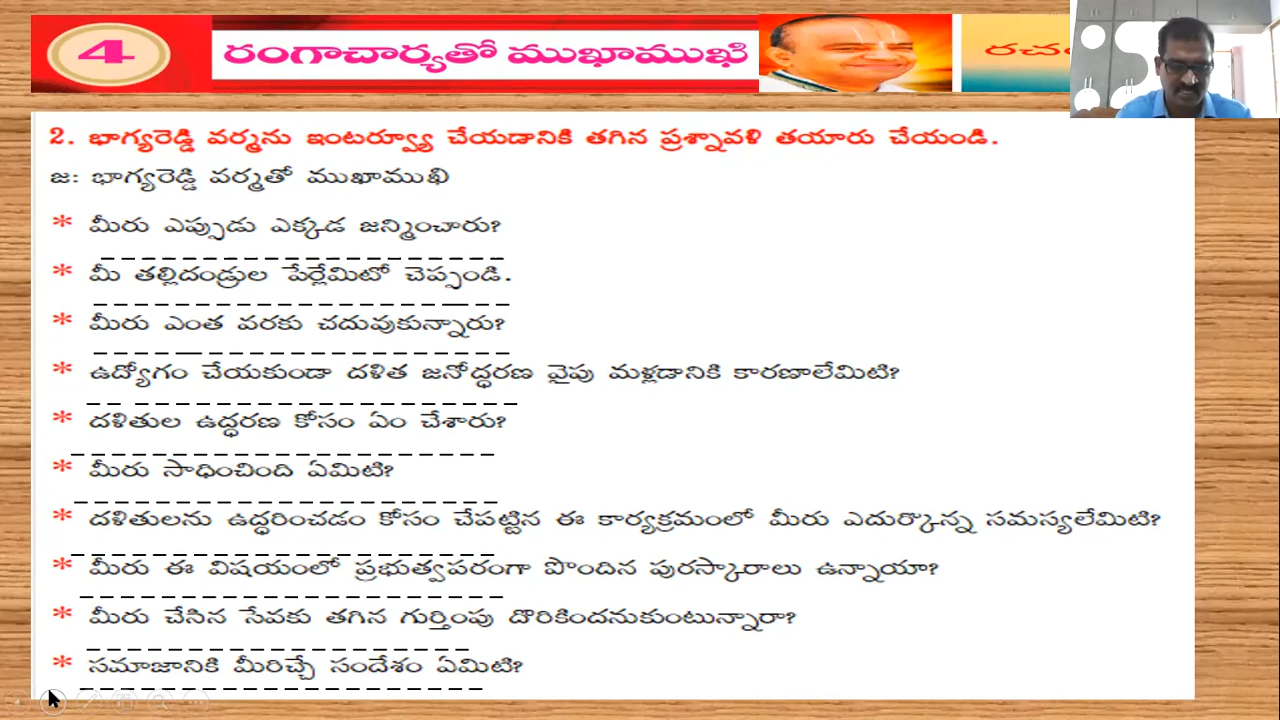 4
రంగాచార్యతో ముఖాముఖి
2. భాగ్యరెడ్డి వర్మను ఇంటర్వ్యూ చేయడానికి తగిన ప్రశ్నావళి తయారు చేయండి.
జ: భాగ్యరెడ్డి వర్మతో ముఖాముఖి
* మీరు ఎప్పుడు ఎక్కడ జన్మించారు?
* మీ తల్లిదండ్రుల పేర్లేమిటో చెప్పండి.
* మీరు ఎంత వరకు చదువుకున్నారు?
* ఉద్యోగం చేయకుండా దళిత జనోద్ధరణ వైపు మళ్లడానికి కారణాలేమిటి?
* దళితుల ఉద్ధరణ కోసం ఏం చేశారు?
* మీరు సాధించింది ఏమిటి?
* దళితులను ఉద్ధరించడం కోసం చేపట్టిన ఈ కార్యక్రమంలో మీరు ఎదుర్కొన్న సమస్యలేమిటి?
* మీరు ఈ విషయంలో ప్రభుత్వపరంగా పొందిన పురస్కారాలు ఉన్నాయా?
* మీరు చేసిన సేవకు తగిన గుర్తింపు దొరికిందనుకుంటున్నారా?
* సమాజానికి మీరిచ్చే సందేశం ఏమిటి?